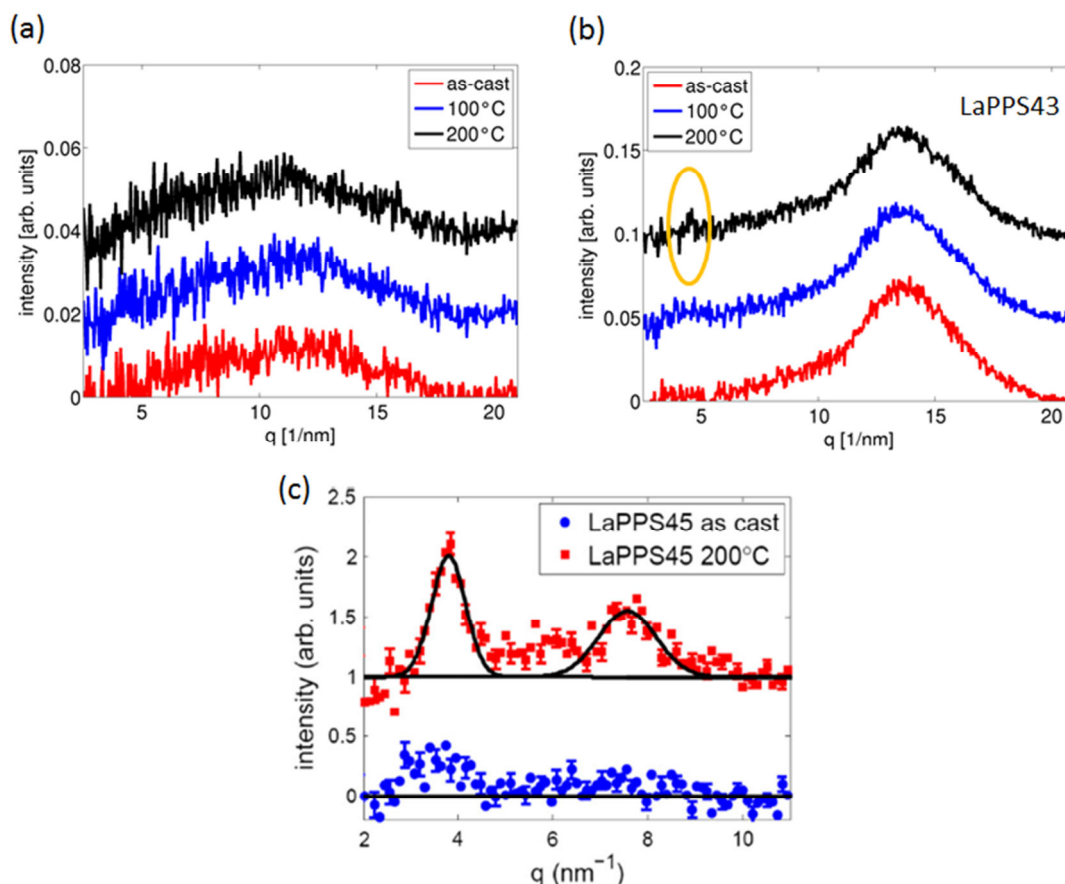 (a)
0.08
0.06
0.04
0.02
0
intensity [arb. units]
as-cast
100°C
200°C
5 10 15 20
q [1/nm]
(b)
0.2
0.15
0.1
0.05
0
intensity [arb. units]
as-cast
100°C
200°C
LaPPS43
5 10 15 20
q [1/nm]
(c)
2.5
2
1.5
1
0.5
0
intensity (arb. units)
LaPPS45 as cast
LaPPS45 200°C
2 4 6 8 10
q (nm⁻¹)